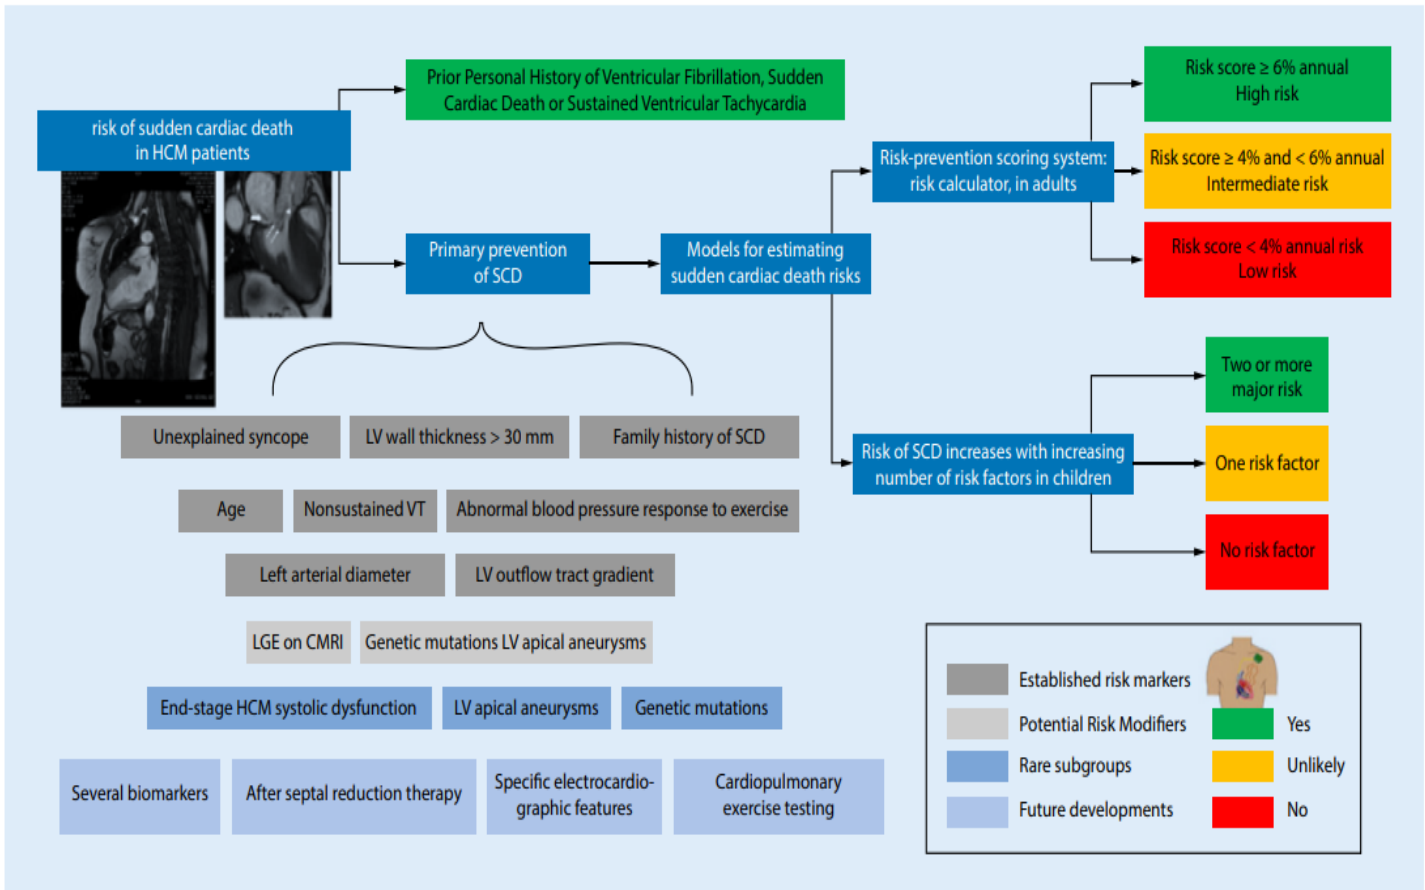 risk of sudden cardiac death
in HCM patients
Prior Personal History of Ventricular Fibrillation, Sudden
Cardiac Death or Sustained Ventricular Tachycardia
Primary prevention
of SCD
Models for estimating
sudden cardiac death risks
Risk-prevention scoring system:
risk calculator, in adults
Risk score ≥ 6% annual
High risk
Risk score ≥ 4% and < 6% annual
Intermediate risk
Risk score < 4% annual risk
Low risk
Risk of SCD increases with increasing
number of risk factors in children
Two or more
major risk
One risk factor
No risk factor
Unexplained syncope
LV wall thickness > 30 mm
Family history of SCD
Age
Nonsustained VT
Abnormal blood pressure response to exercise
Left arterial diameter
LV outflow tract gradient
LGE on CMRI
Genetic mutations LV apical aneurysms
End-stage HCM systolic dysfunction
LV apical aneurysms
Genetic mutations
Several biomarkers
After septal reduction therapy
Specific electrocardio-
graphic features
Cardiopulmonary
exercise testing
Established risk markers
Potential Risk Modifiers
Rare subgroups
Future developments
Yes
Unlikely
No